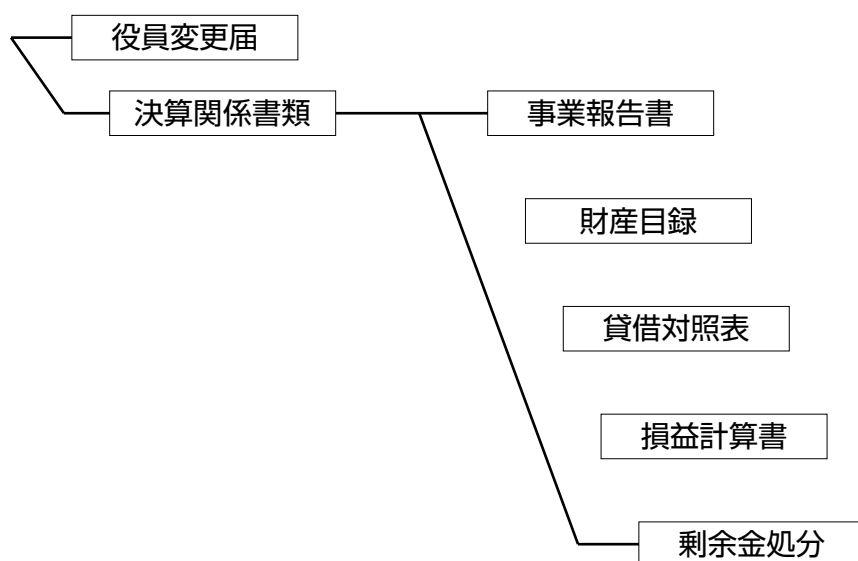 役員変更届
決算関係書類
事業報告書
財産目録
貸借対照表
損益計算書
剰余金処分